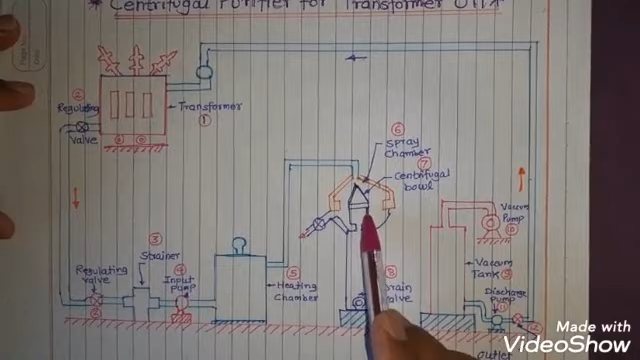 * Centrifugal Purifier for Transformer Oil *
②
Regulating
Valve
Transformer
①
⑥
Spray
Chamber
⑦
Centrifugal
bowl
③
Strainer
④
Input
Pump
Regulating
valve
②
⑤
Heating
Chamber
⑧
Drain
Valve
Vacuum
Pump
⑩
Vacuum
Tank ⑨
Discharge
Pump
outlet
Made with
VideoShow